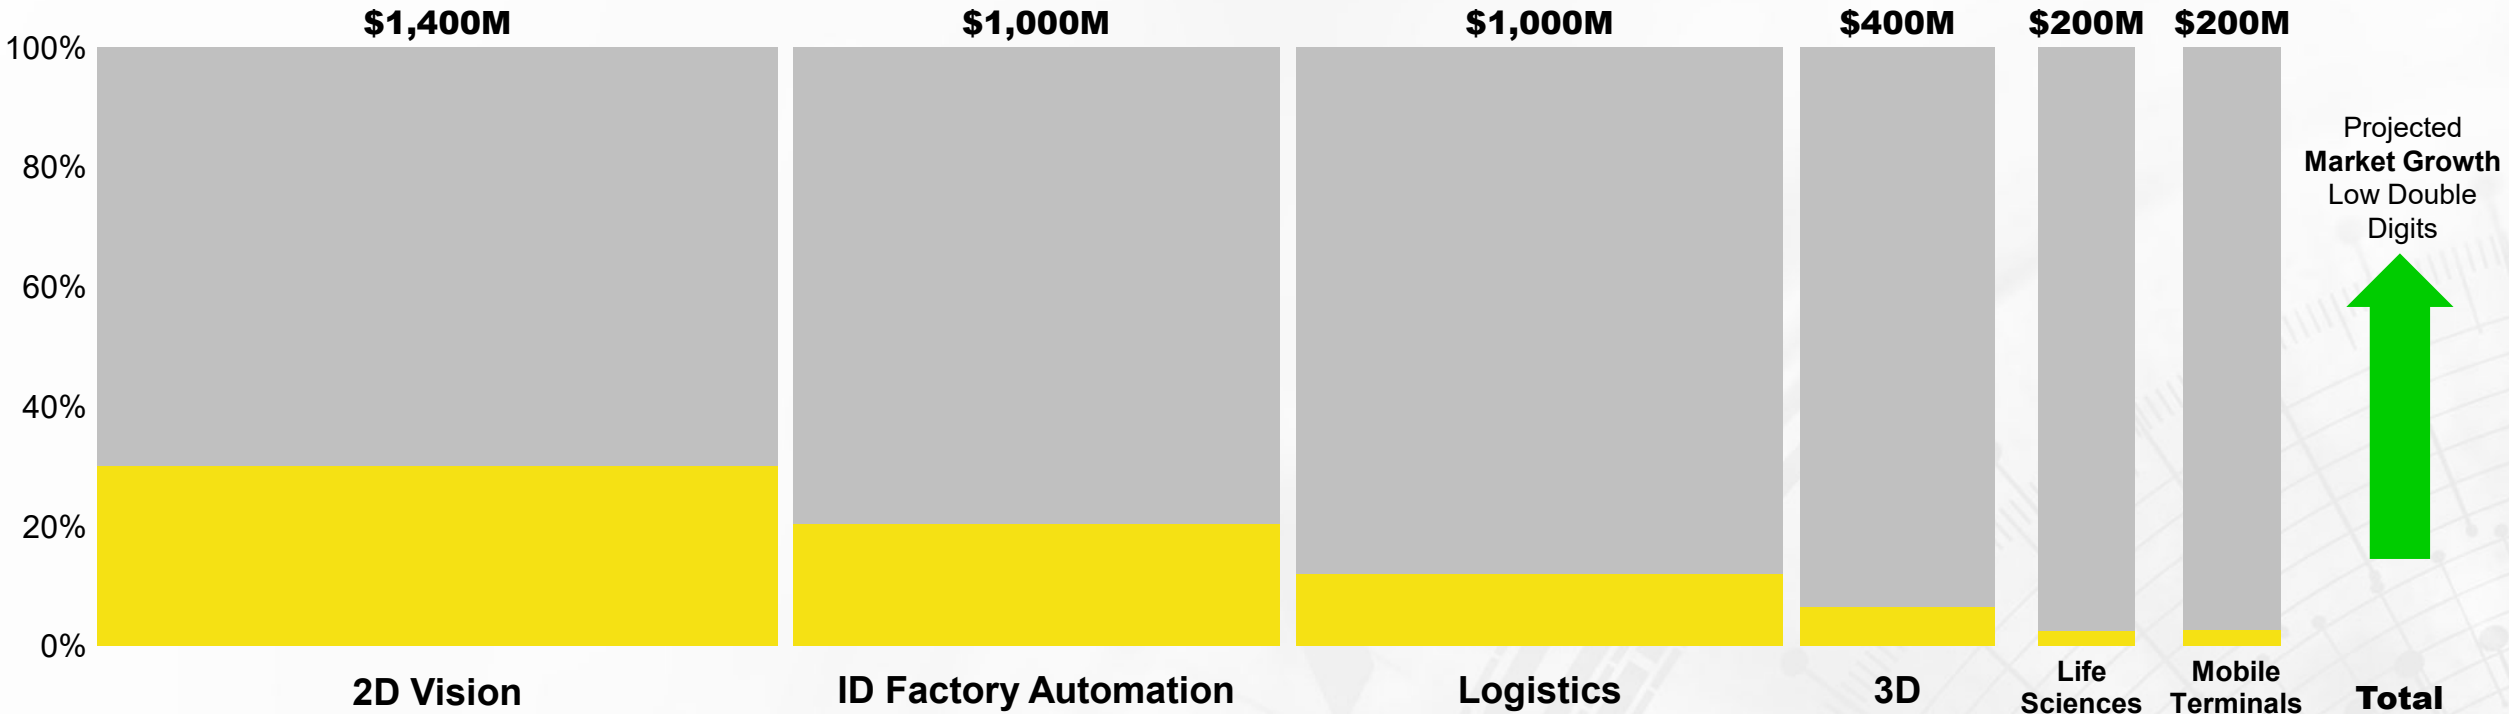 $1,400M
$1,000M
$1,000M
$400M
$200M
$200M
100%
80%
60%
40%
20%
0%
Projected
Market Growth
Low Double
Digits
2D Vision
ID Factory Automation
Logistics
3D
Life
Sciences
Mobile
Terminals
Total